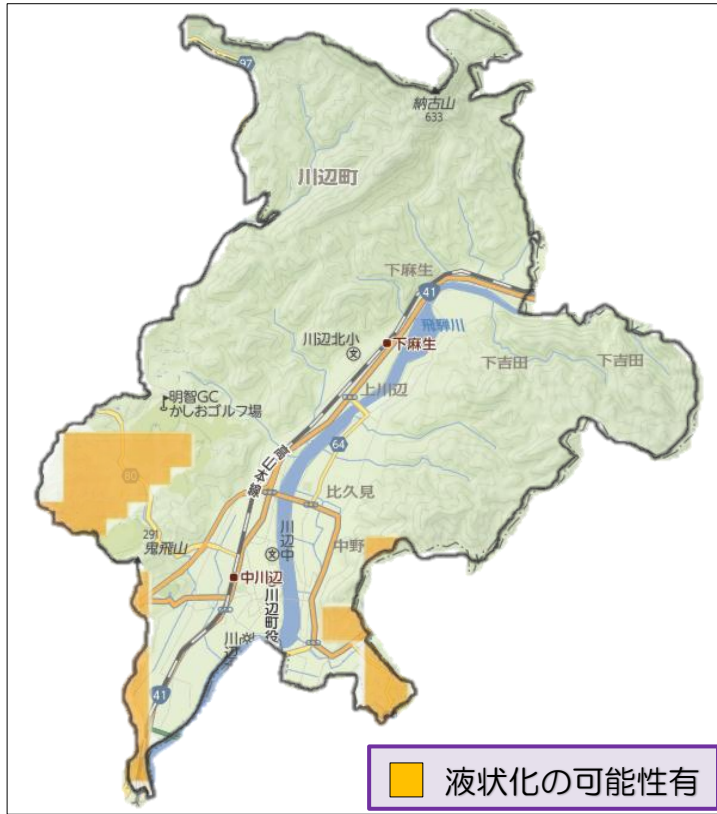 97
納古山
633
川辺町
下麻生
41
飛騨川
川辺北小
文
下麻生
下吉田
下吉田
上川辺
明智GC
かしおゴルフ場
64
高山本線
80
比久見
291
鬼飛山
川辺中
文
中野
中川辺
川辺町役
川辺
41
液状化の可能性有